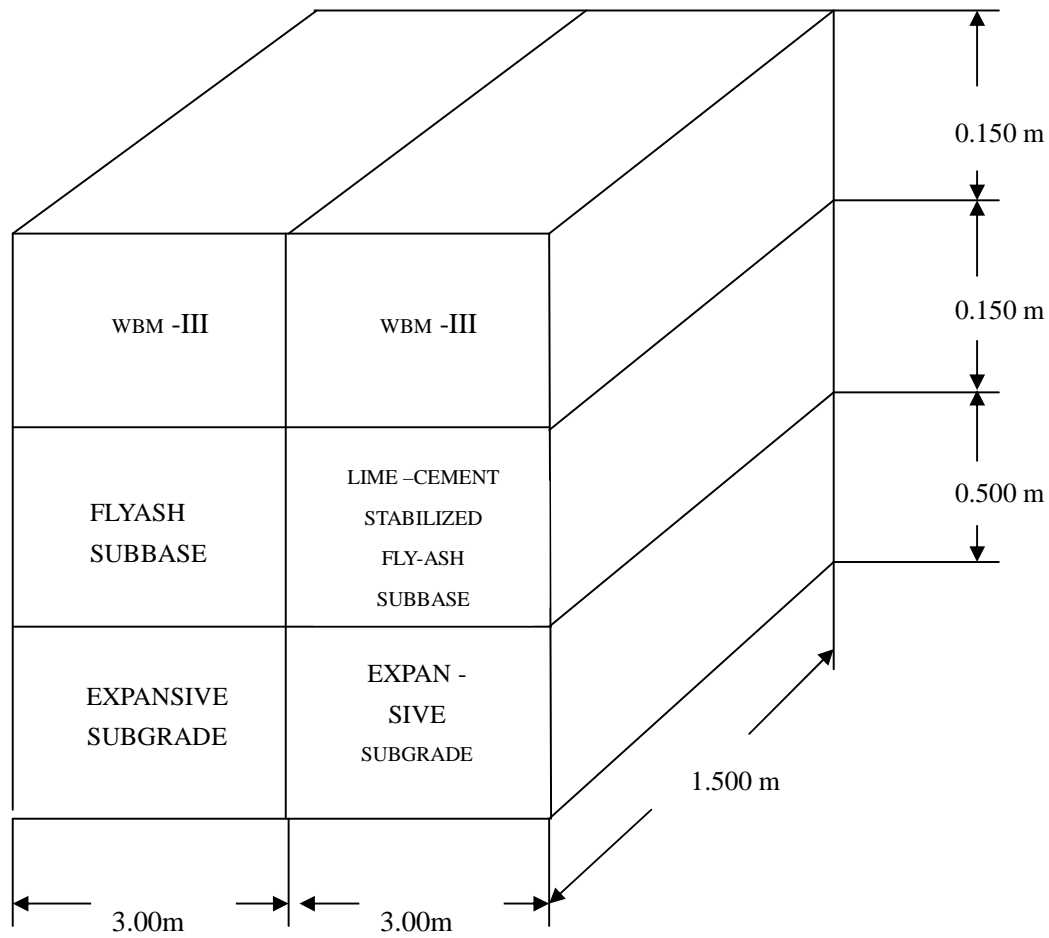 0.150 m
WBM -III
WBM -III
0.150 m
FLYASH
SUBBASE
LIME –CEMENT
STABILIZED
FLY-ASH
SUBBASE
0.500 m
EXPANSIVE
SUBGRADE
EXPAN -
SIVE
SUBGRADE
1.500 m
3.00m
3.00m